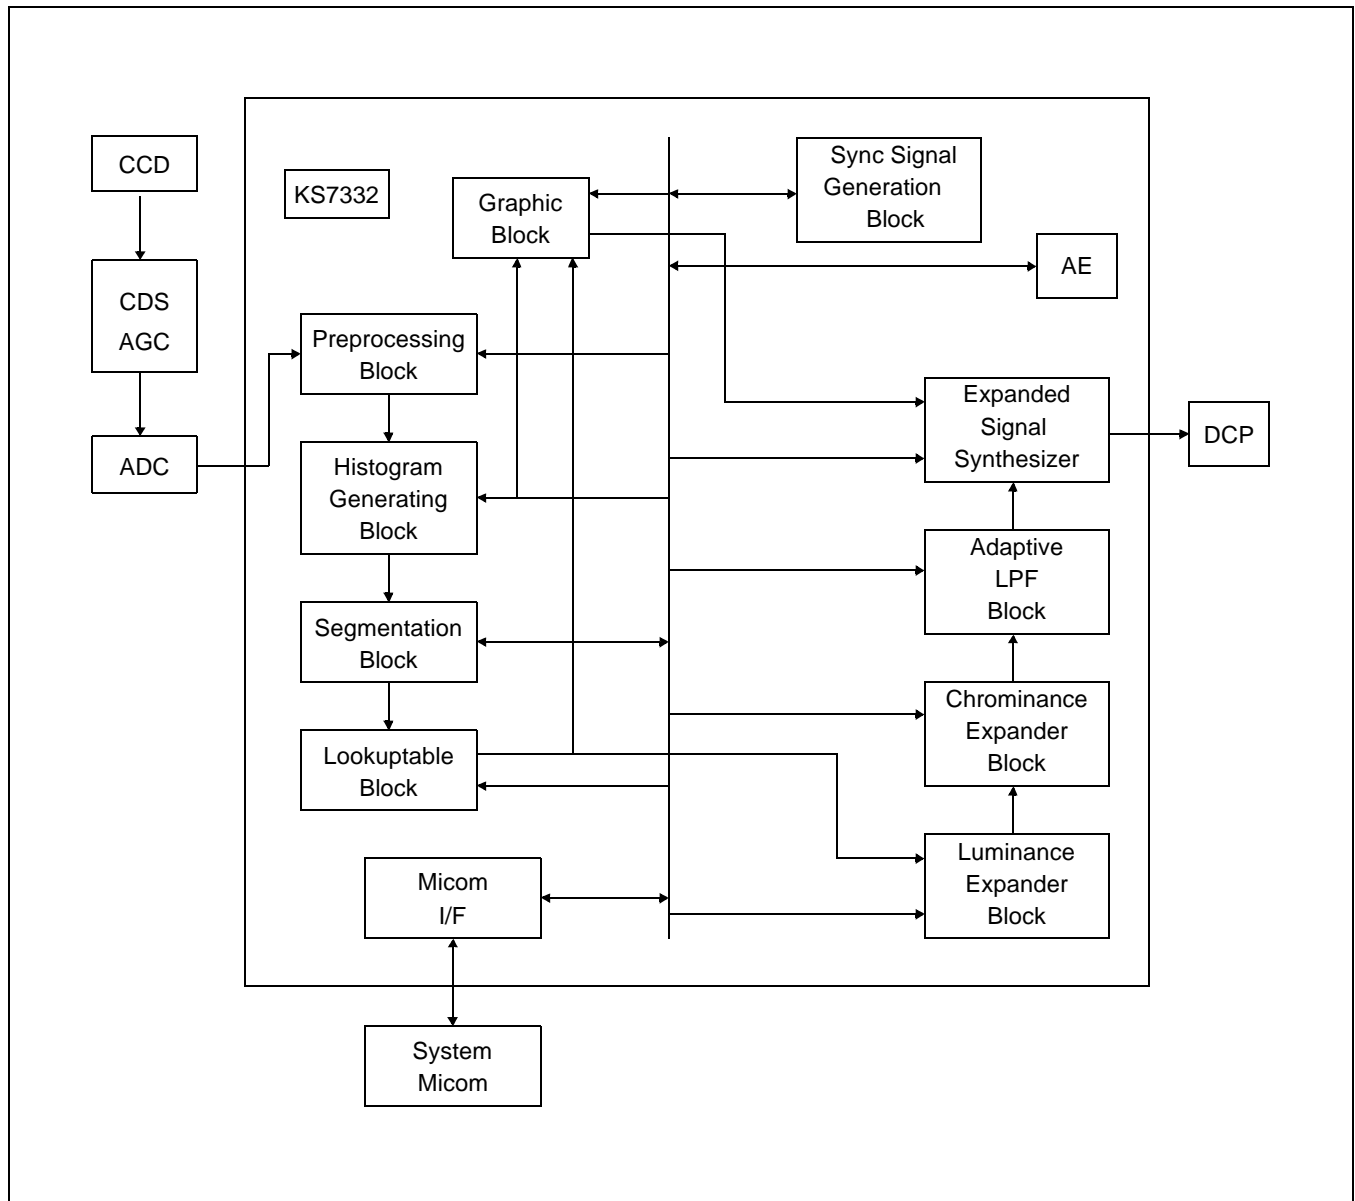 CCD
CDS
AGC
ADC
KS7332
Graphic
Block
Sync Signal
Generation
Block
AE
Preprocessing
Block
Histogram
Generating
Block
Segmentation
Block
Lookuptable
Block
Micom
I/F
System
Micom
Expanded
Signal
Synthesizer
DCP
Adaptive
LPF
Block
Chrominance
Expander
Block
Luminance
Expander
Block